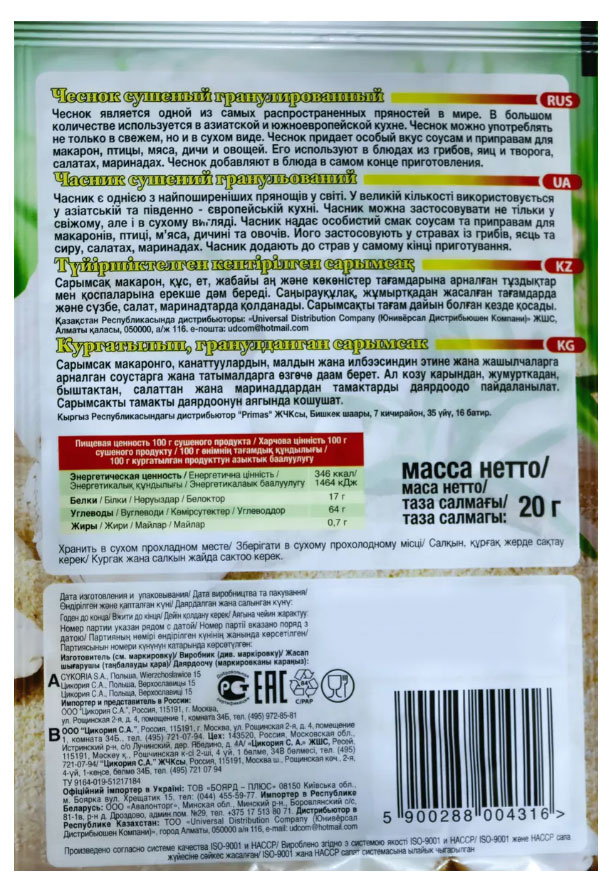 Чеснок сушеный гранулированный RUS
Чеснок является одной из самых распространенных пряностей в мире. В большом
количестве используется в азиатской и южноевропейской кухне. Чеснок можно употреблять
не только в свежем, но и в сухом виде. Чеснок придает особый вкус соусам и приправам для
макарон, птицы, мяса, дичи и овощей. Его используют в блюдах из грибов, яиц и творога,
салатах, маринадах. Чеснок добавляют в блюда в самом конце приготовления.
Часник сушений гранульований UA
Часник є однією з найпоширеніших прянощів у світі. У великій кількості використовується
у азіатській та південно - європейській кухні. Часник можна застосовувати не тільки у
свіжому, але і в сухому вигляді. Часник надає особистий смак соусам та приправам для
макаронів, птиці, м'яса, дичині та овочів. Його застосовують у стравах із грибів, яєць та
сиру, салатах, маринадах. Часник додають до страв у самому кінці приготування.
Түйіршіктелген кептірілген сарымсақ KZ
Сарымсақ макарон, құс, ет, жабайы аң және көкөністер тағамдарына арналған тұздықтар
мен қоспаларына ерекше дәм береді. Саңырауқұлақ, жұмыртқадан жасалған тағамдарда
және сүзбе, салат, маринадтарда қолданады. Сарымсақты тағам дайын болған кезде қосады.
Қазақстан Республикасында дистрибьюторы: «Universal Distribution Company (Юнивёрсал Дистрибьюшен Компани)» ЖШС,
Алматы қаласы, 050000, а/ж 116. е-пошта: udcom@hotmail.com
Кургатылып, гранулданган сарымсак KG
Сарымсак макаронго, канаттуулардын, малдын жана илбээсиндин этине жана жашылчаларга
арналган соустарга жана татымалдарга өзгөчө даам берет. Ал козу карындан, жумурткадан,
быштактан, салаттан жана маринаддардан тамактарды даярдоодо пайдаланылат.
Сарымсакты тамакты даярдоонун аягында кошушат.
Кыргыз Республикасындагы дистрибьютор "Primas" ЖЧКсы, Бишкек шаары, 7 кичирайон, 35 уйү, 16 батир.
Пищевая ценность 100 г сушеного продукта / Харчова цінність 100 г
сушеного продукту / 100 г өнімнің тағамдық құндылығы /
100 г кургатылган продукттун азыктык баалуулугу
Энергетическая ценность / Енергетична цінність / 346 ккал/
Энергетикалық құндылығы / Энергетикалык баалуулугу 1464 кДж
Белки / Білки / Нәруыздар / Белоктор 17 г
Углеводы / Вуглеводи / Көмірсутектер / Углеводдор 64 г
Жиры / Жири / Майлар / Майлар 0,7 г
масса нетто/
маса нетто/
таза салмағы/
таза салмагы: 20 г
Хранить в сухом прохладном месте/ Зберігати в сухому прохолодному місці/ Салқын, құрғақ жерде сақтау
керек/ Кургак жана салкын жайда сактоо керек.
Дата изготовления и упаковывания/ Дата виробництва та пакування/
Өндірілген және қапталған күні/ Даярдалган жана салынган күнү:
Годен до конца/ Вжити до кінця/ Дейін қолдану керек/ Аягына чейин жарактуу:
Номер партии указан рядом с датой/ Номер партії вказано поряд з
датою/ Партияның нөмірі өндірілген күнінің жанында көрсетілген/
Партиясынын номери күнүнүн катарында көрсөтүлгөн:
Изготовитель (см. маркировку)/ Виробник (див. маркіровку)/ Жасап
шығарушы (таңбалауды қара)/ Даярдоочу (маркированы караңыз):
A CYKORIA S.A., Польша, Wierzchosławice 15
Цикория С.А., Польша, Вержхославицы 15
Цикорія С.А., Польща, Верхославіці 15
Импортер и представитель в России:
ООО "Цикория С.А.", Россия, 115191, г. Москва,
ул. Рощинская 2-я, д. 4, помещение 1, комната 34Б, тел. (495) 972-85-81
B ООО "Цикория С.А.", Россия, 115191, г. Москва, ул. Рощинская 2-я, д. 4, помещение
1, комната 34Б., тел. (495) 721-07-94. Цех: 143520, Россия, Московская обл.,
Истринский р-н, с/о Лучинский, дер. Ябедино, д. 4А/ «Цикория С. А.» ЖШС, Ресей,
115191, Мәскеу қ., Рощинская к-сі 2-ші, 4 үй, 1 бөлме, 34В бөлмесі, тел. (495)
721-07-94/ "Цикория С.А." ЖЧКсы, Россия, 115191, Москва ш., Рощинская көч., 2-я,
4-үй, 1-кеңсе, бөлмө 34Б, тел. (495) 721 07 94
ТУ 9164-019-51217184
Офіційний імпортер в Україні: ТОВ «БОЯРД – ПЛЮС» 08150 Київська обл.,
м. Боярка вул. Хрещатик 15, тел: (044) 455-59-77. Импортер в Республике
Беларусь: ООО «Авалонторг», Минская обл., Минский р-н., Боровлянский с/с,
81-1в, р-н д. Дроздово, админ пом. №29, тел. +375 17 513 80 71. Дистрибьютор в
Республике Казахстан: ТОО «Universal Distribution Company (Юнивёрсал
Дистрибьюшен Компани)», город Алматы, 050000 а/я 116, e-mail: udcom@hotmail.com
РСТ
EAC
84
C/PAP
5 900288 004316 >
Произведено согласно системе качества ISO-9001 и HACCP/ Вироблено згідно з системою якості ISO-9001 и HACCP/ ISO-9001 және HACCP сапа
жүйесіне сәйкес жасалған/ ISO-9001 жана HACCP сапат системасына ылайык чыгарылган